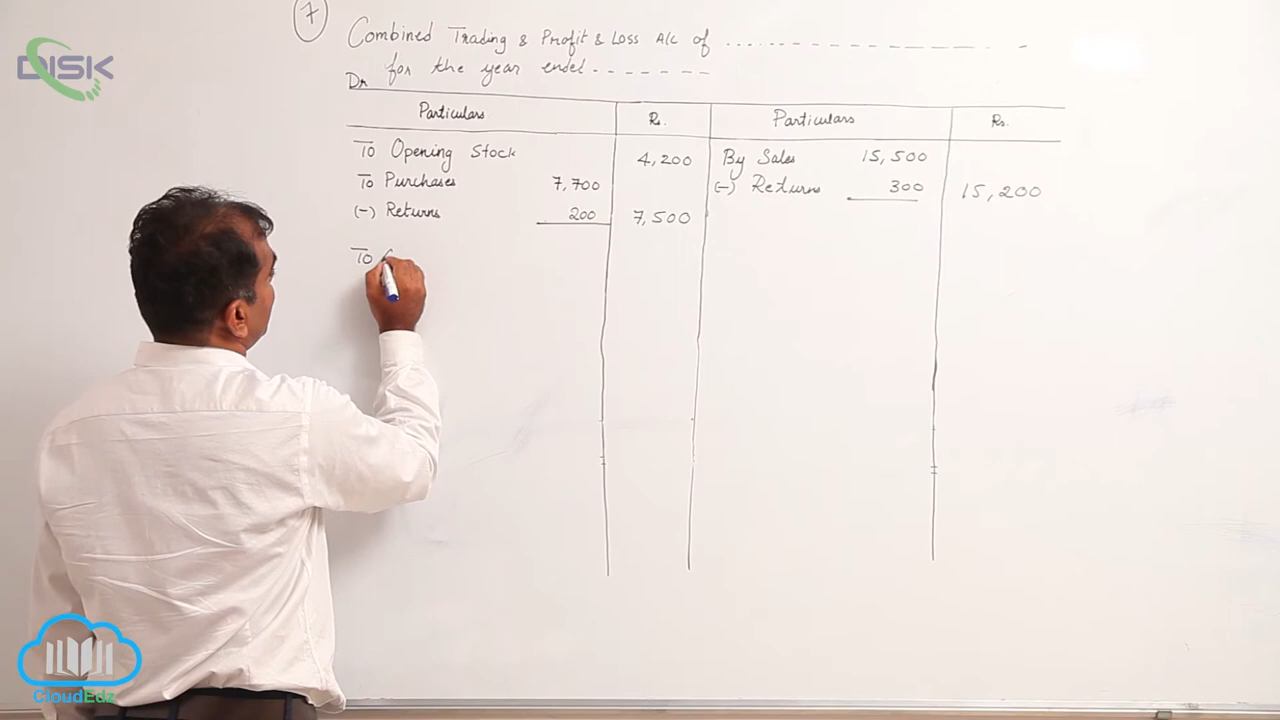 7
Combined Trading & Profit & Loss A/c of ..........................
for the year ended.........
Dr
Particulars Rs. Particulars Rs.
To Opening Stock 4,200 By Sales 15,500
To Purchases 7,700 (-) Returns 300 15,200
(-) Returns 200 7,500
To
DISK
CloudEdz